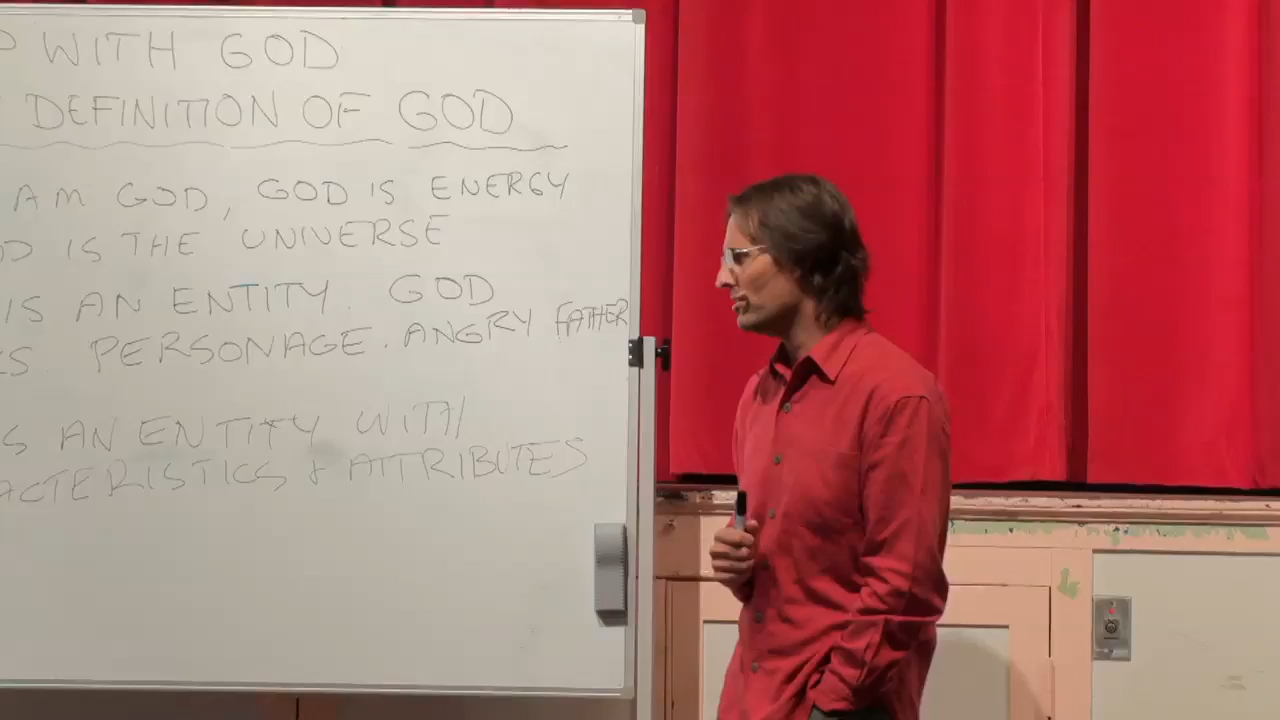 P WITH GOD
DEFINITION OF GOD
AM GOD, GOD IS ENERGY
OD IS THE UNIVERSE
IS AN ENTITY. GOD
S PERSONAGE. ANGRY FATHER
S AN ENTITY WITH
ACTERISTICS & ATTRIBUTES